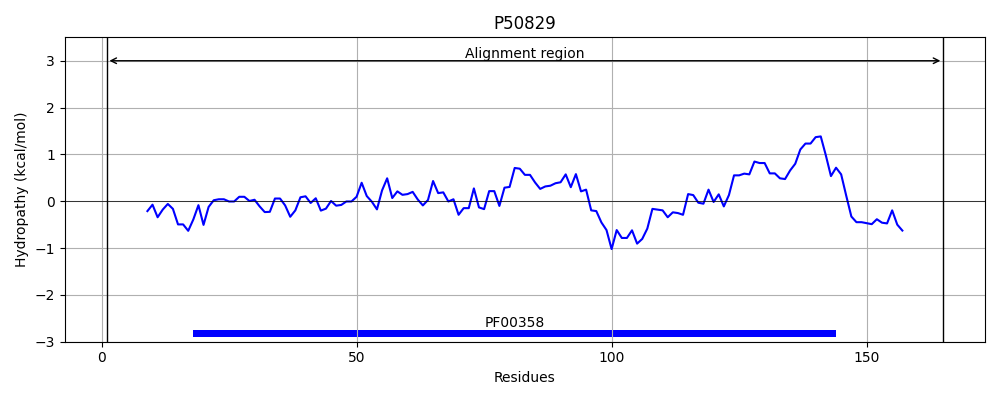 P50829
Alignment region
3
2
1
0
−1
−2
−3
Hydropathy (kcal/mol)
PF00358
0
50
100
150
Residues